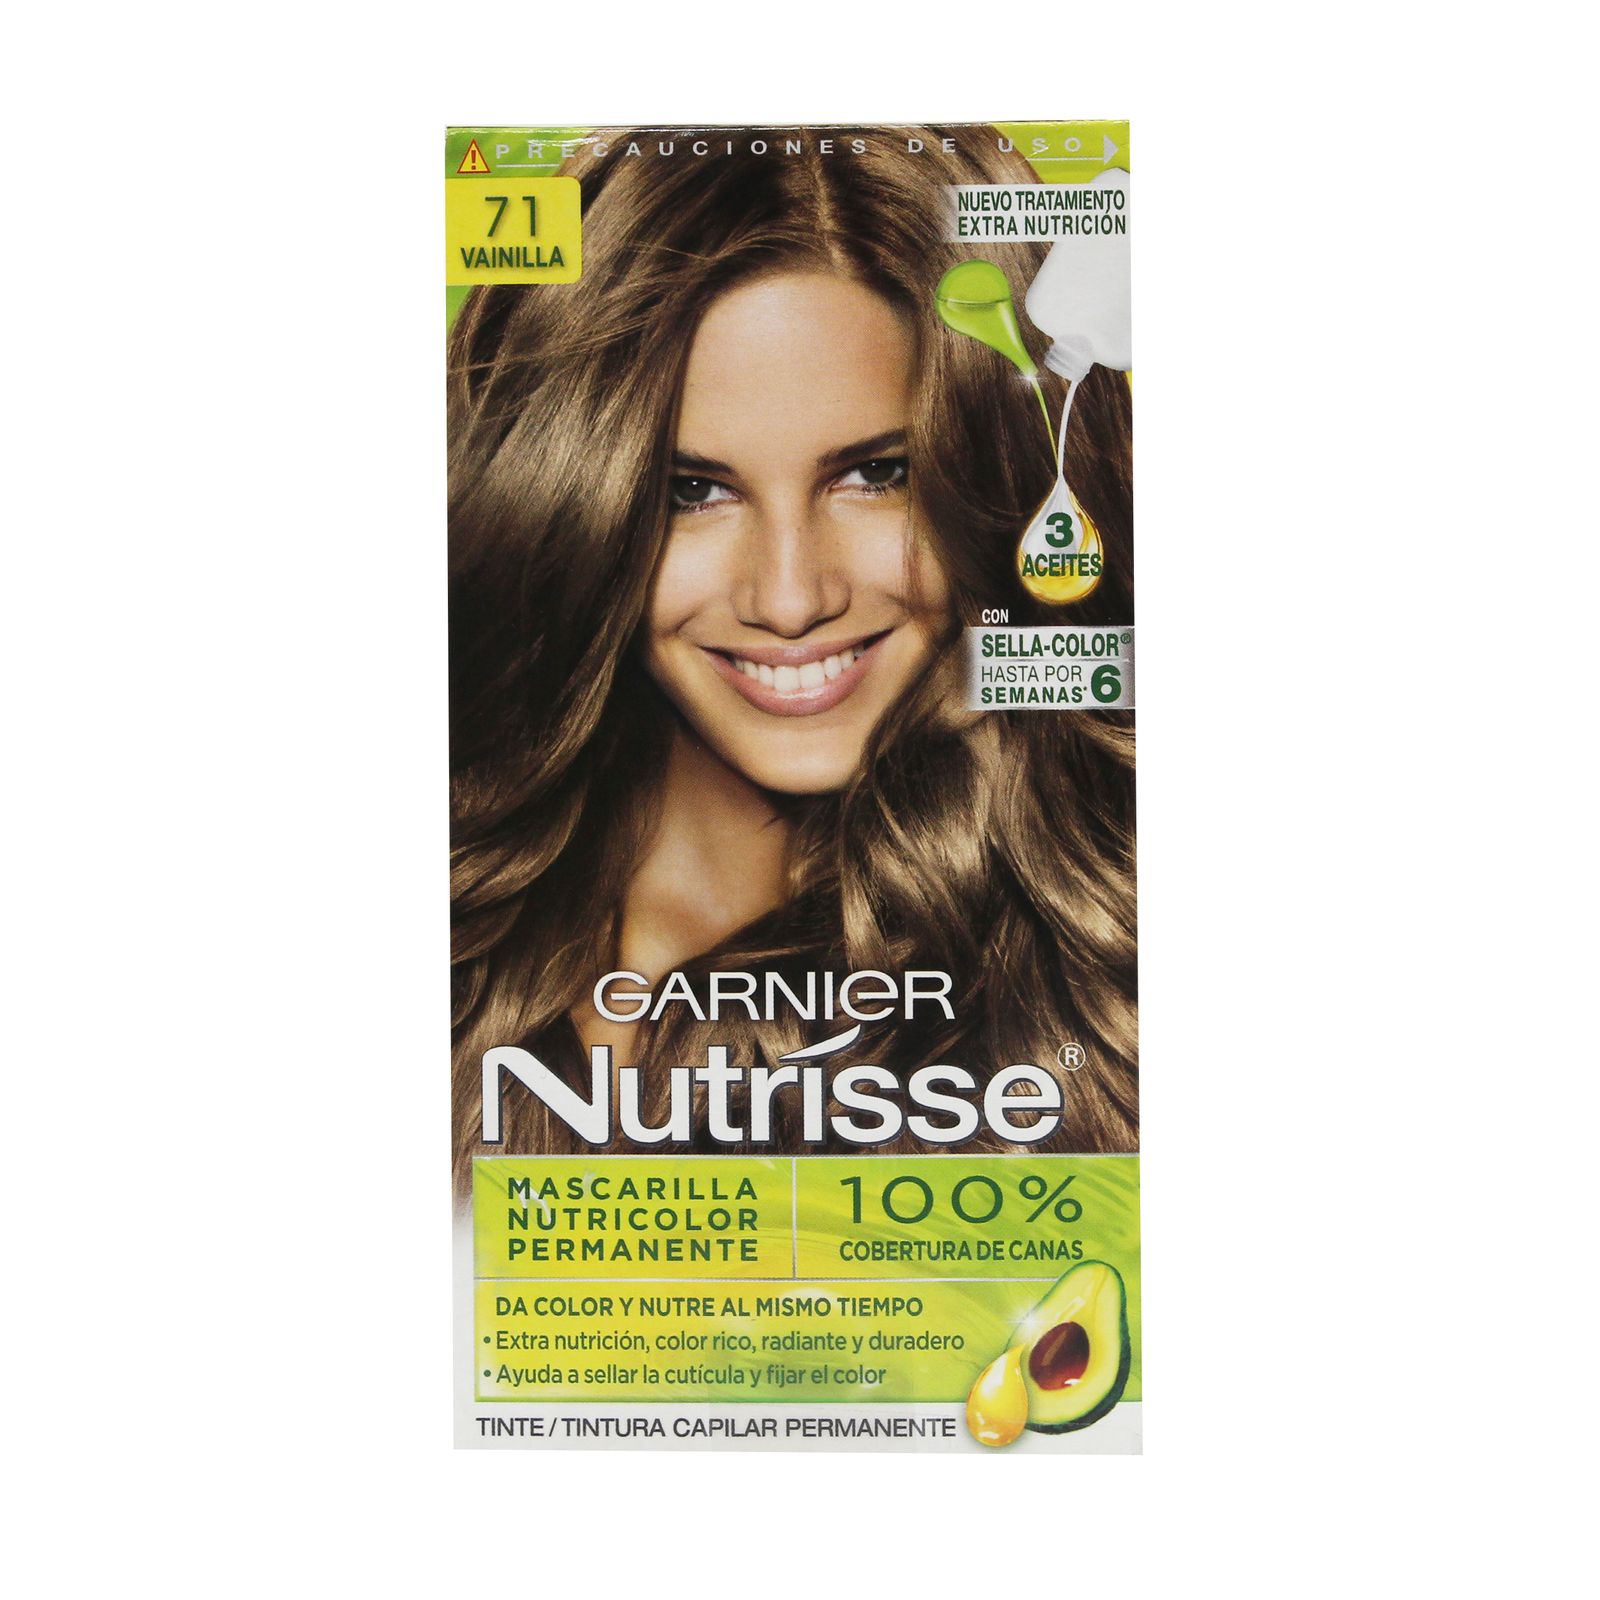 PRECAUCIONES DE USO
71
VAINILLA
NUEVO TRATAMIENTO
EXTRA NUTRICIÓN
3
ACEITES
CON
SELLA-COLOR®
HASTA POR
SEMANAS* 6
GARNIER
Nutrisse®
MASCARILLA
NUTRICOLOR
PERMANENTE
100%
COBERTURA DE CANAS
DA COLOR Y NUTRE AL MISMO TIEMPO
• Extra nutrición, color rico, radiante y duradero
• Ayuda a sellar la cutícula y fijar el color
TINTE / TINTURA CAPILAR PERMANENTE